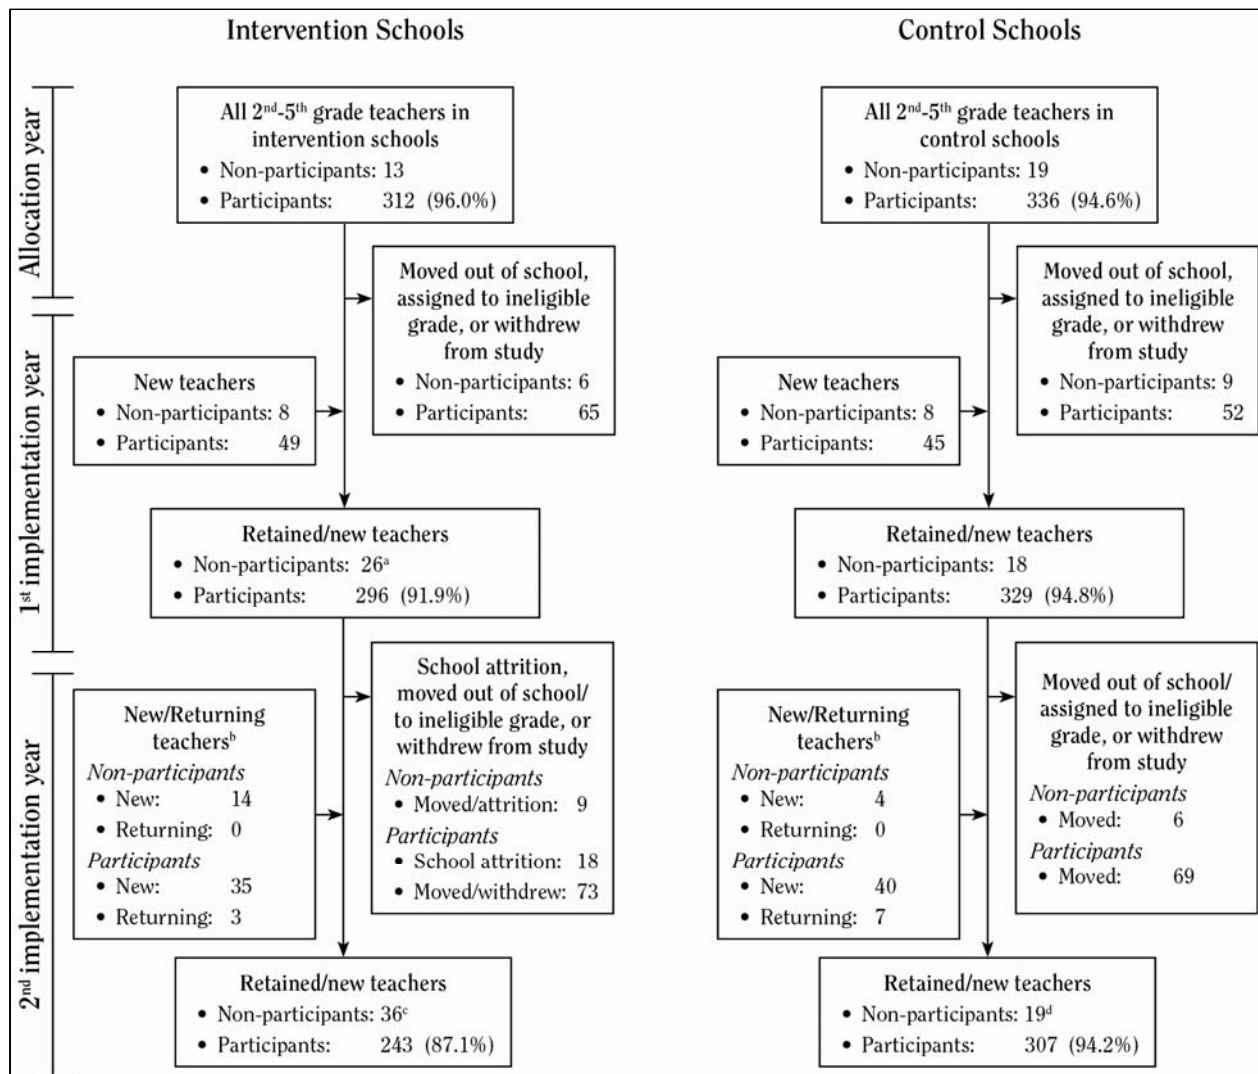 Intervention Schools
Control Schools
Allocation year
1st implementation year
2nd implementation year
All 2nd-5th grade teachers in
intervention schools
• Non-participants: 13
• Participants: 312 (96.0%)
Moved out of school,
assigned to ineligible
grade, or withdrew
from study
• Non-participants: 6
• Participants: 65
New teachers
• Non-participants: 8
• Participants: 49
Retained/new teachers
• Non-participants: 26a
• Participants: 296 (91.9%)
School attrition,
moved out of school/
to ineligible grade, or
withdrew from study
Non-participants
• Moved/attrition: 9
Participants
• School attrition: 18
• Moved/withdrew: 73
New/Returning
teachersb
Non-participants
• New: 14
• Returning: 0
Participants
• New: 35
• Returning: 3
Retained/new teachers
• Non-participants: 36c
• Participants: 243 (87.1%)
All 2nd-5th grade teachers in
control schools
• Non-participants: 19
• Participants: 336 (94.6%)
Moved out of school,
assigned to ineligible
grade, or withdrew
from study
• Non-participants: 9
• Participants: 52
New teachers
• Non-participants: 8
• Participants: 45
Retained/new teachers
• Non-participants: 18
• Participants: 329 (94.8%)
Moved out of school/
assigned to ineligible
grade, or withdrew
from study
Non-participants
• Moved: 6
Participants
• Moved: 69
New/Returning
teachersb
Non-participants
• New: 4
• Returning: 0
Participants
• New: 40
• Returning: 7
Retained/new teachers
• Non-participants: 19d
• Participants: 307 (94.2%)